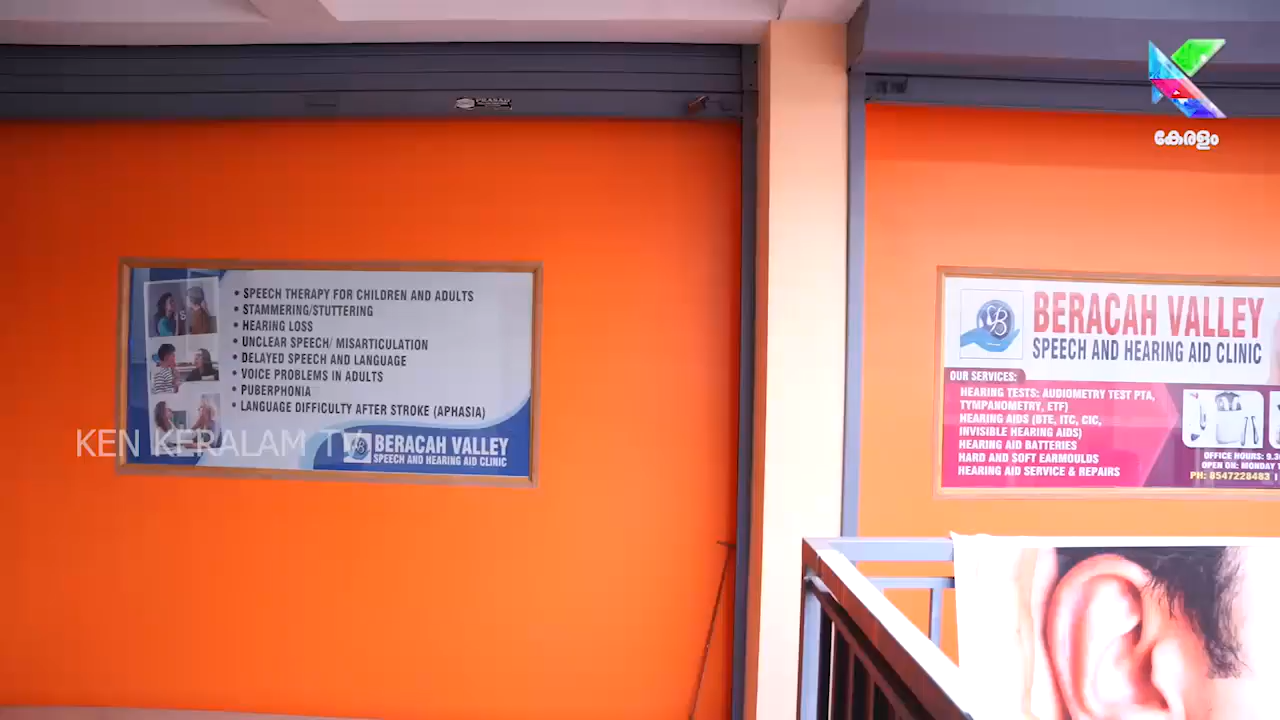 PRASAD
കേരളം
• SPEECH THERAPY FOR CHILDREN AND ADULTS
• STAMMERING/STUTTERING
• HEARING LOSS
• UNCLEAR SPEECH/ MISARTICULATION
• DELAYED SPEECH AND LANGUAGE
• VOICE PROBLEMS IN ADULTS
• PUBERPHONIA
• LANGUAGE DIFFICULTY AFTER STROKE (APHASIA)
BERACAH VALLEY
SPEECH AND HEARING AID CLINIC
KEN KERALAM TV
BERACAH VALLEY
SPEECH AND HEARING AID CLINIC
OUR SERVICES:
HEARING TESTS: AUDIOMETRY TEST PTA,
TYMPANOMETRY, ETF)
HEARING AIDS (BTE, ITC, CIC,
INVISIBLE HEARING AIDS)
HEARING AID BATTERIES
HARD AND SOFT EARMOULDS
HEARING AID SERVICE & REPAIRS
OFFICE HOURS: 9.3
OPEN ON: MONDAY
PH: 8547228483